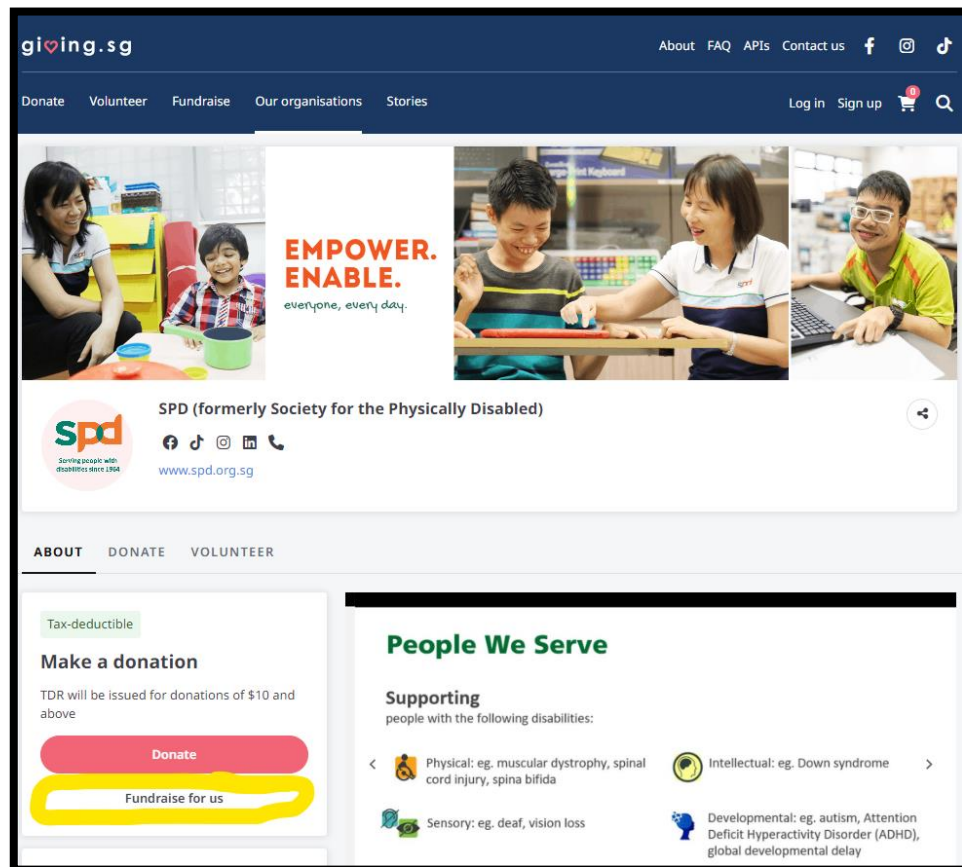 giving.sg
About FAQ APIs Contact us
Donate Volunteer Fundraise Our organisations Stories
Log in Sign up 0
Large-Print Keyboard
EMPOWER.
ENABLE.
everyone, every day.
spd
spd
Serving people with
disabilities since 1964
SPD (formerly Society for the Physically Disabled)
www.spd.org.sg
ABOUT DONATE VOLUNTEER
Tax-deductible
Make a donation
TDR will be issued for donations of $10 and
above
Donate
Fundraise for us
People We Serve
Supporting
people with the following disabilities:
Physical: eg. muscular dystrophy, spinal
cord injury, spina bifida
Intellectual: eg. Down syndrome
Sensory: eg. deaf, vision loss
Developmental: eg. autism, Attention
Deficit Hyperactivity Disorder (ADHD),
global developmental delay